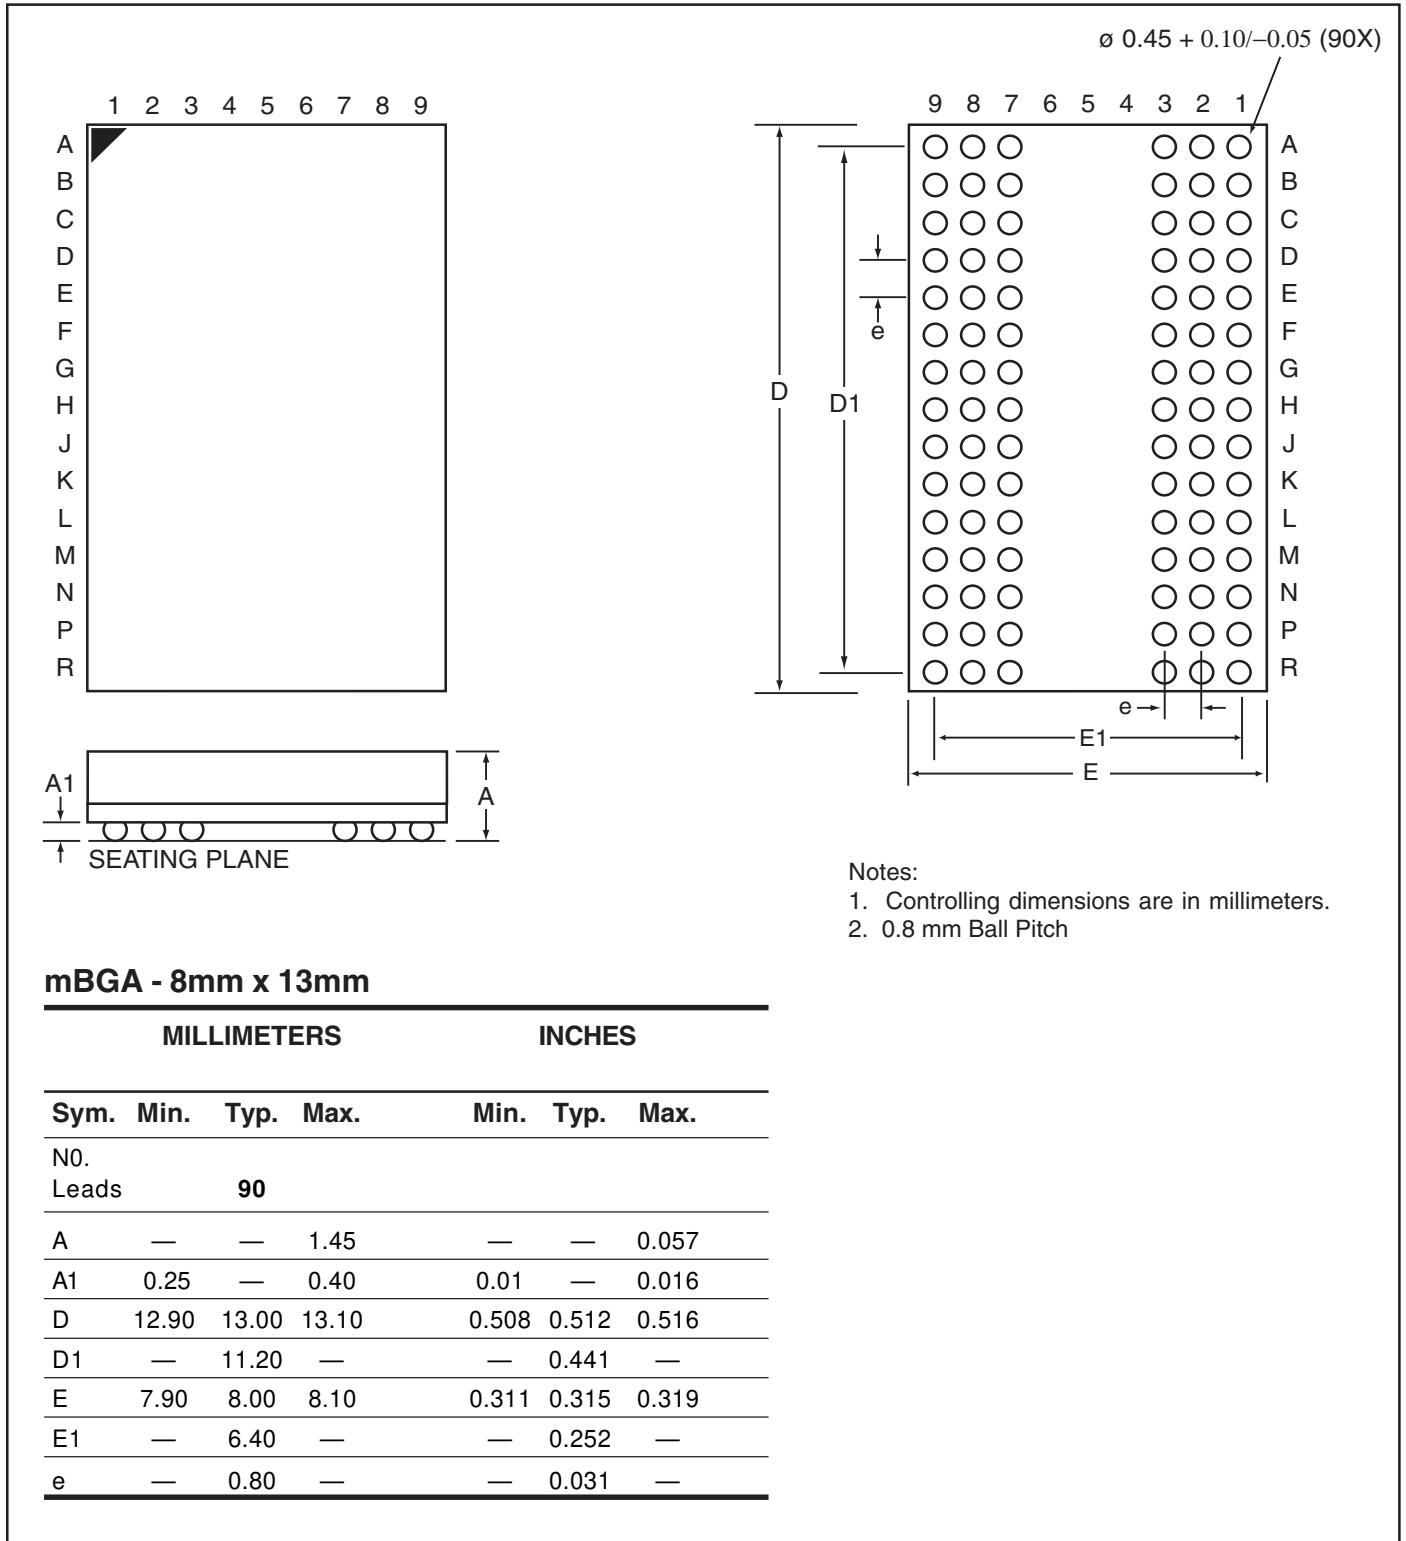 ø 0.45 + 0.10/–0.05 (90X)
1 2 3 4 5 6 7 8 9
A
B
C
D
E
F
G
H
J
K
L
M
N
P
R
9 8 7 6 5 4 3 2 1
A
B
C
D
E
F
G
H
J
K
L
M
N
P
R
e
D
D1
e
E1
E
A1
A
SEATING PLANE
Notes:
1. Controlling dimensions are in millimeters.
2. 0.8 mm Ball Pitch
mBGA - 8mm x 13mm
MILLIMETERS INCHES
Sym. Min. Typ. Max. Min. Typ. Max.
N0.
Leads 90
A — — 1.45 — — 0.057
A1 0.25 — 0.40 0.01 — 0.016
D 12.90 13.00 13.10 0.508 0.512 0.516
D1 — 11.20 — — 0.441 —
E 7.90 8.00 8.10 0.311 0.315 0.319
E1 — 6.40 — — 0.252 —
e — 0.80 — — 0.031 —